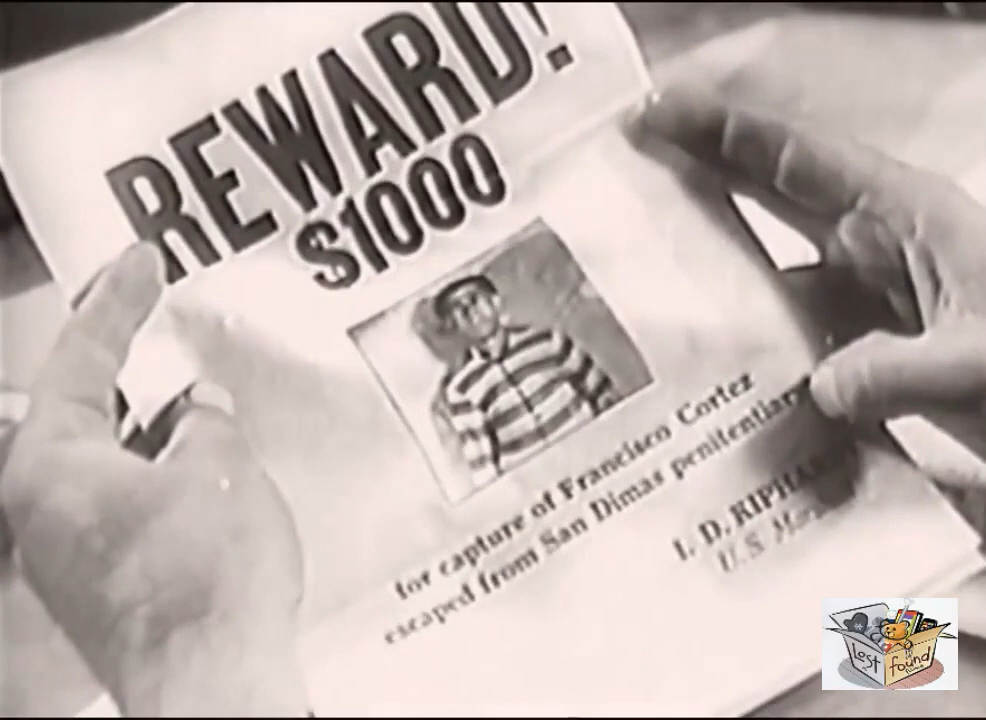 REWARD!
$1000
for capture of Francisco Cortez
escaped from San Dimas penitentiary
I. D.
U.S.
Lost found